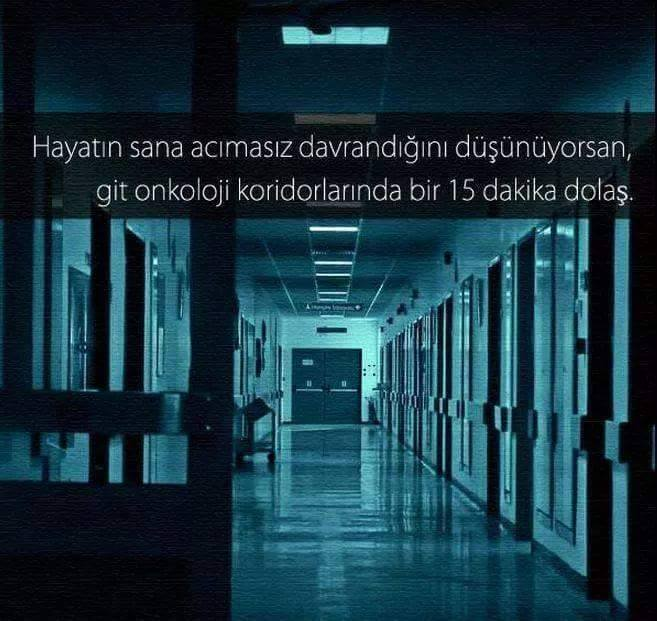 Hayatın sana acımasız davrandığını düşünüyorsan,
git onkoloji koridorlarında bir 15 dakika dolaş.